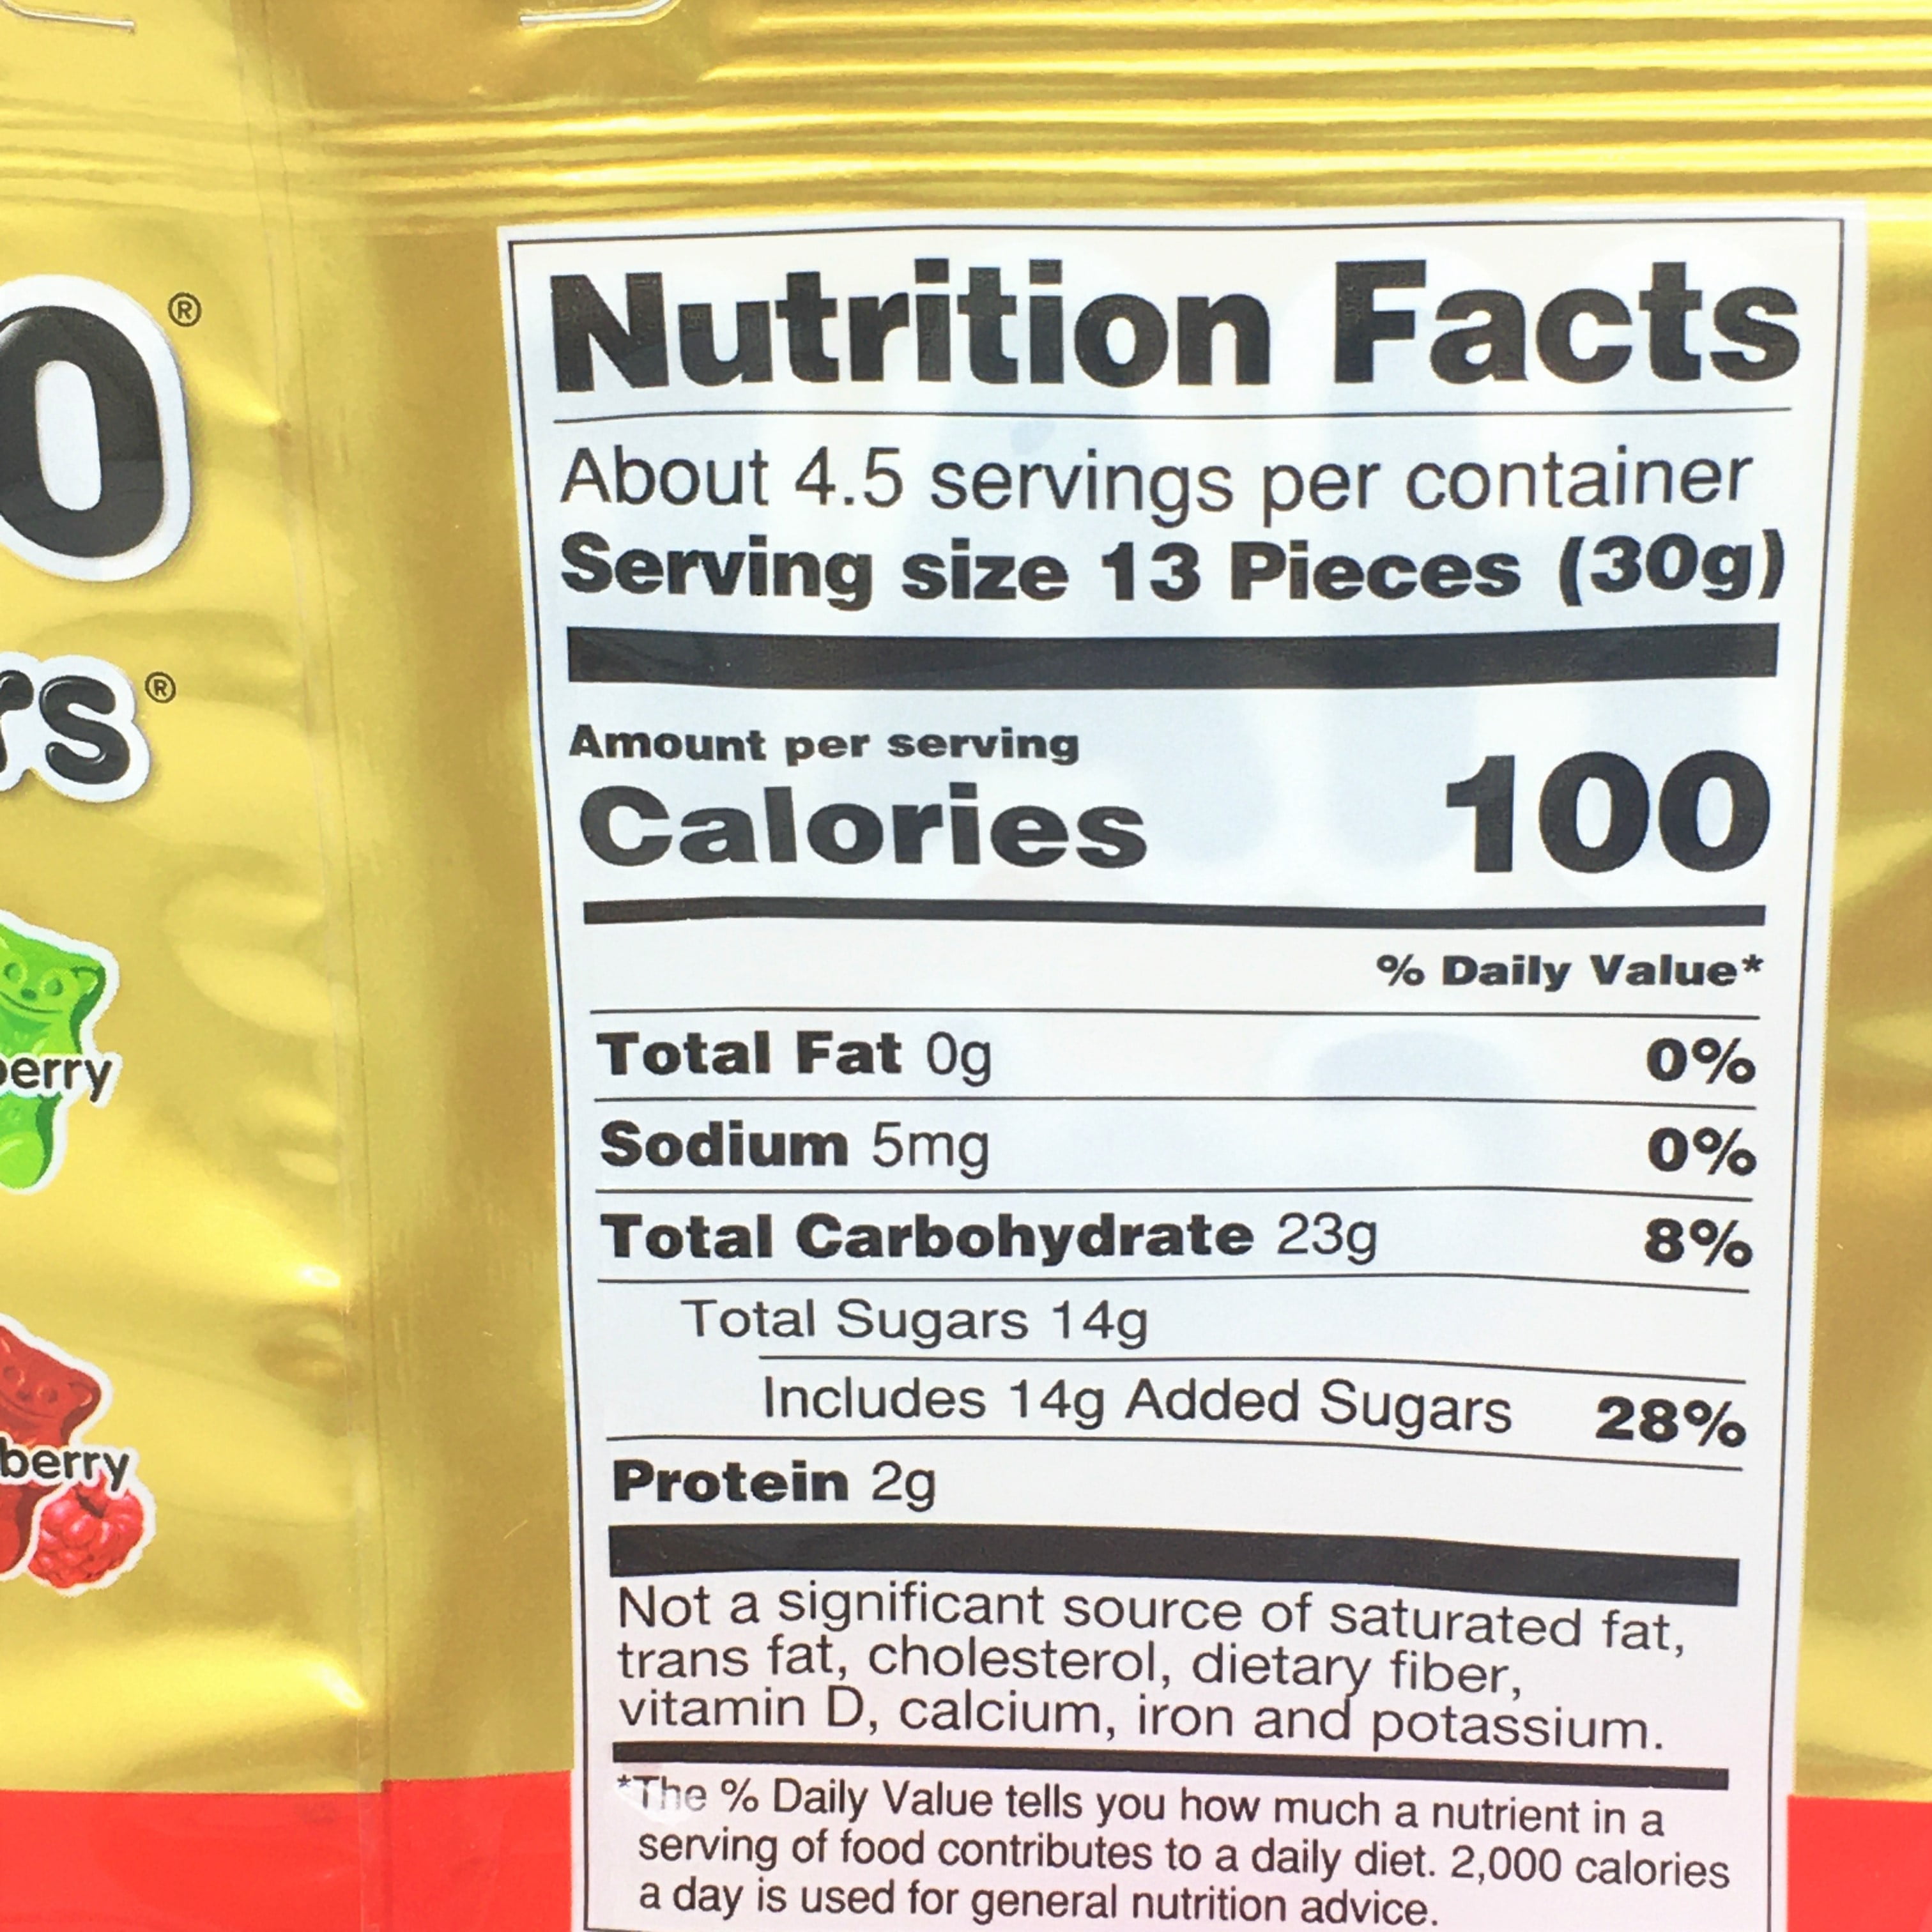 O®
rs®
berry
berry
Nutrition Facts
About 4.5 servings per container
Serving size 13 Pieces (30g)
Amount per serving
Calories 100
% Daily Value*
Total Fat 0g 0%
Sodium 5mg 0%
Total Carbohydrate 23g 8%
Total Sugars 14g
Includes 14g Added Sugars 28%
Protein 2g
Not a significant source of saturated fat,
trans fat, cholesterol, dietary fiber,
vitamin D, calcium, iron and potassium.
*The % Daily Value tells you how much a nutrient in a
serving of food contributes to a daily diet. 2,000 calories
a day is used for general nutrition advice.